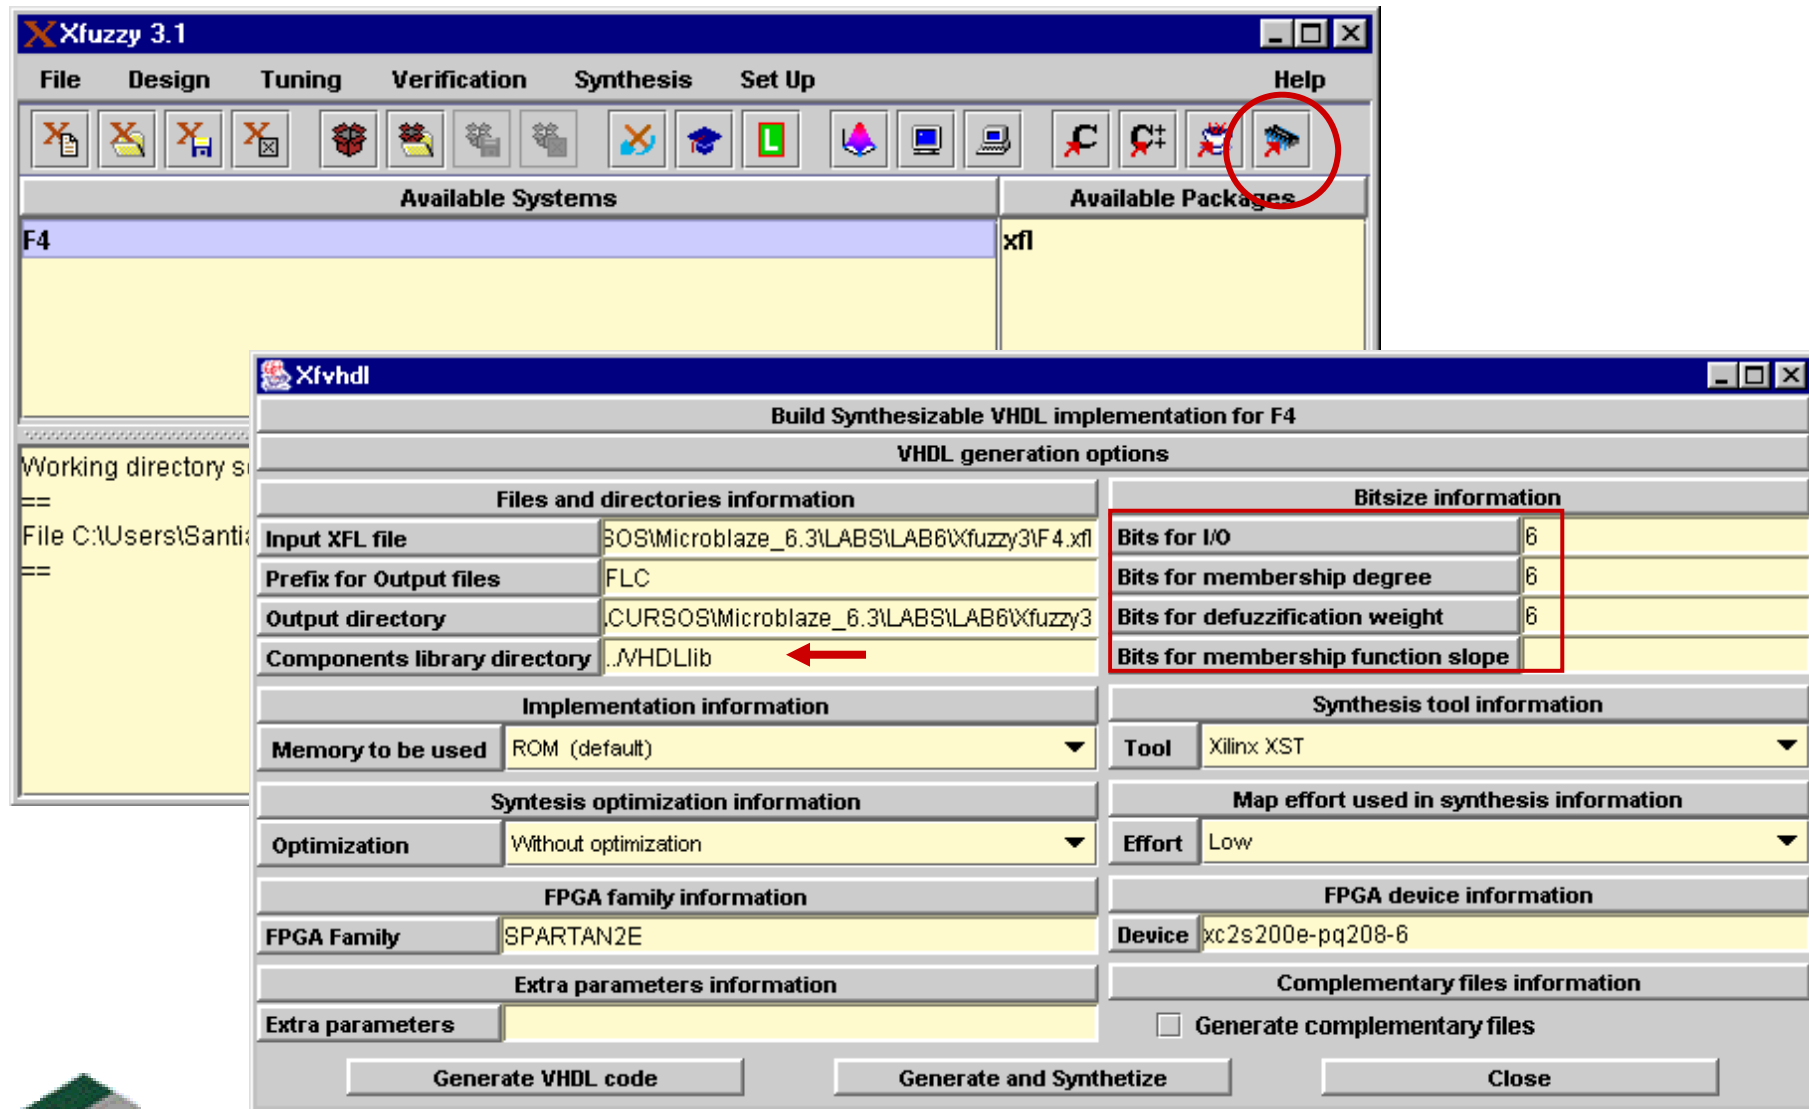 Xfuzzy 3.1
File Design Tuning Verification Synthesis Set Up Help
Available Systems Available Packages
F4 xfl
Working directory s
==
File C:\Users\Santi
==
Xfvhdl
Build Synthesizable VHDL implementation for F4
VHDL generation options
Files and directories information Bitsize information
Input XFL file SOS\Microblaze_6.3\LABS\LAB6\Xfuzzy3\F4.xfl Bits for I/O 6
Prefix for Output files FLC Bits for membership degree 6
Output directory .CURSOS\Microblaze_6.3\LABS\LAB6\Xfuzzy3 Bits for defuzzification weight 6
Components library directory ../VHDLlib Bits for membership function slope
Implementation information Synthesis tool information
Memory to be used ROM (default) Tool Xilinx XST
Syntesis optimization information Map effort used in synthesis information
Optimization Without optimization Effort Low
FPGA family information FPGA device information
FPGA Family SPARTAN2E Device xc2s200e-pq208-6
Extra parameters information Complementary files information
Extra parameters Generate complementary files
Generate VHDL code Generate and Synthetize Close